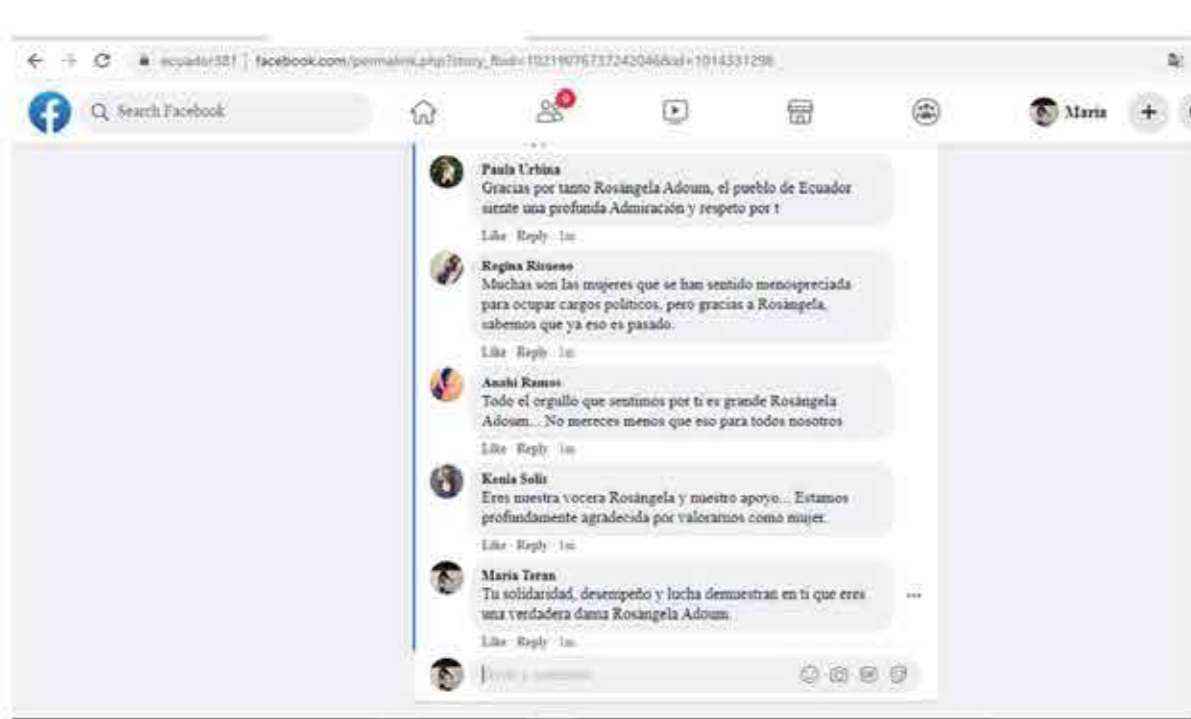 facebook.com/permalink.php?story_fbid=
Search Facebook
Maria
Paula Urbina
Gracias por tanto Rosángela Adoum, el pueblo de Ecuador
siente una profunda Admiración y respeto por t
Like Reply 1m
Regina Risueno
Muchas son las mujeres que se han sentido menospreciada
para ocupar cargos políticos, pero gracias a Rosángela,
sabemos que ya eso es pasado.
Like Reply 1m
Anahi Ramos
Todo el orgullo que sentimos por ti es grande Rosángela
Adoum... No mereces menos que eso para todos nosotros
Like Reply 1m
Kenia Solis
Eres nuestra vocera Rosángela y nuestro apoyo... Estamos
profundamente agradecida por valorarnos como mujer.
Like Reply 1m
Maria Teran
Tu solidaridad, desempeño y lucha demuestran en ti que eres
una verdadera dama Rosángela Adoum.
Like Reply 1m